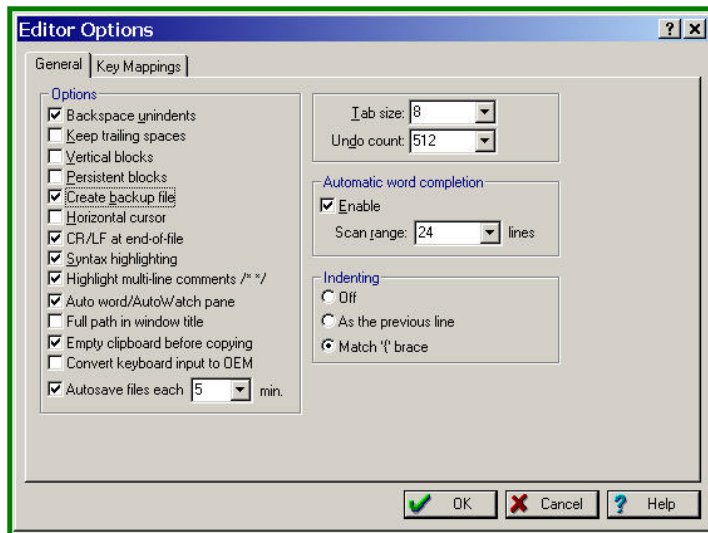 Editor Options
General
Key Mappings
Options
Backspace unindents
Keep trailing spaces
Vertical blocks
Persistent blocks
Create backup file
Horizontal cursor
CR/LF at end-of-file
Syntax highlighting
Highlight multi-line comments /* */
Auto word/AutoWatch pane
Full path in window title
Empty clipboard before copying
Convert keyboard input to OEM
Autosave files each 5 min.
Tab size: 8
Undo count: 512
Automatic word completion
Enable
Scan range: 24 lines
Indenting
Off
As the previous line
Match '{' brace
OK
Cancel
? Help